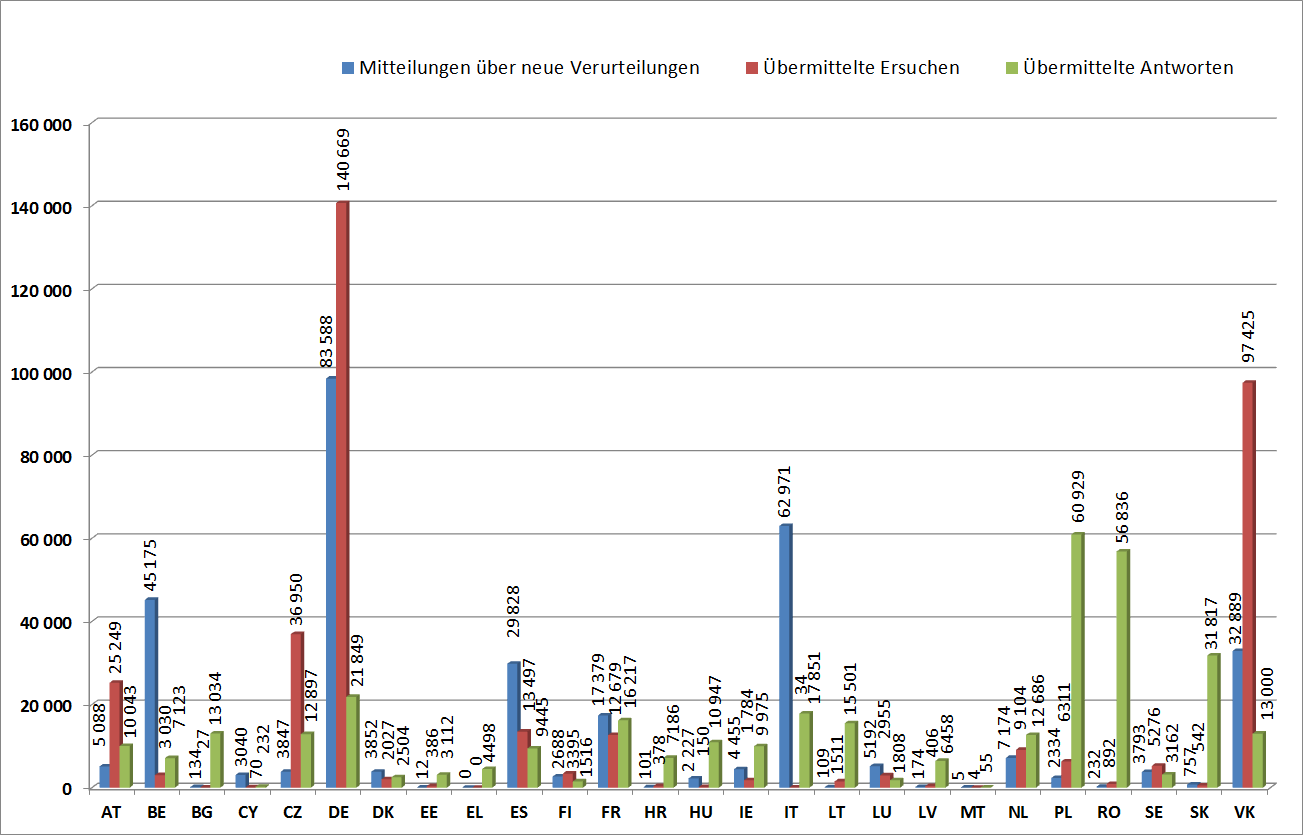 Mitteilungen über neue Verurteilungen Übermittelte Ersuchen Übermittelte Antworten
160 000
140 000
120 000
100 000
80 000
60 000
40 000
20 000
0
5 088 25 249 10 043
45 175 3 030 7 123
134 27 13 034
3040 70 232
3847 36 950 12 897
83 588 140 669 21 849
3852 2027 2504
12 386 3 112
0 0 4498
29 828 13 497 9445
2688 3395 1516
17 379 12 679 16 217
101 378 7186
2 227 150 10 947
4 455 1 784 9 975
62 971 34 17 851
109 1511 15 501
5192 2955 1808
174 406 6458
5 4 55
7 174 9 104 12 686
2334 6311 60 929
232 892 56 836
3793 5276 3162
757 542 31 817
32 889 97 425 13 000
AT BE BG CY CZ DE DK EE EL ES FI FR HR HU IE IT LT LU LV MT NL PL RO SE SK VK